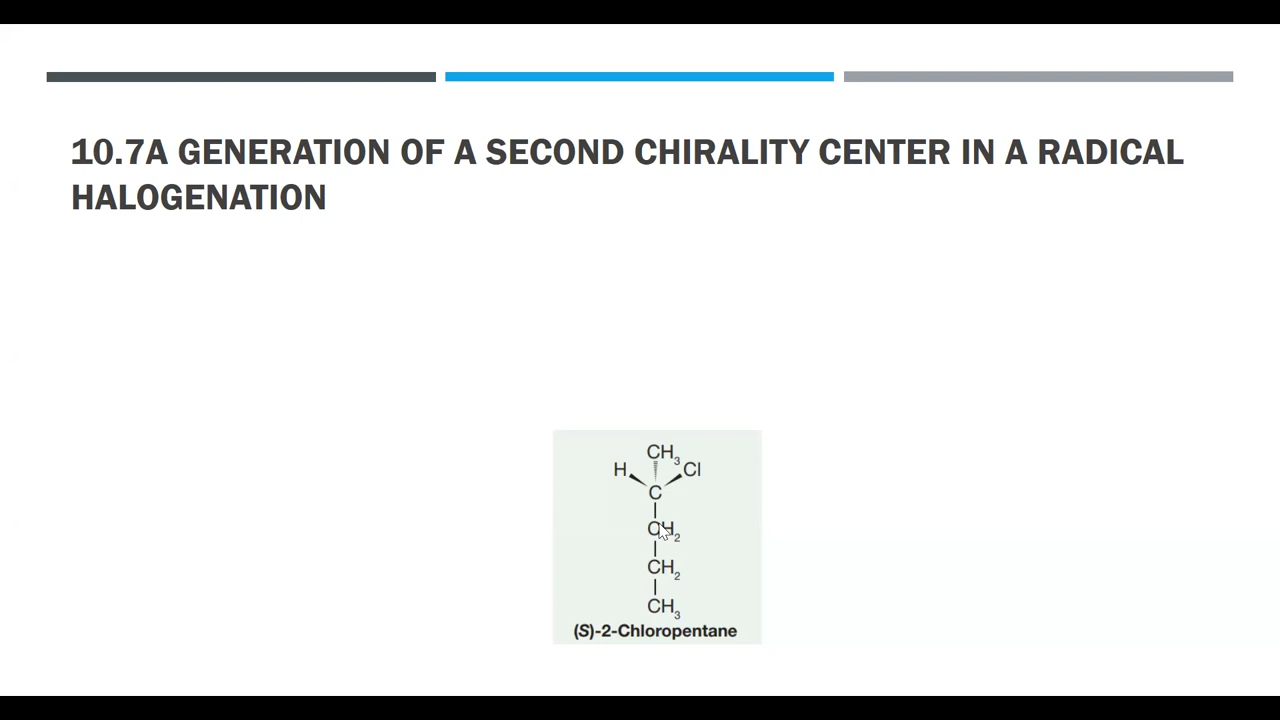 10.7A GENERATION OF A SECOND CHIRALITY CENTER IN A RADICAL
HALOGENATION
CH₃
H Cl
C
CH₂
CH₂
CH₃
(S)-2-Chloropentane